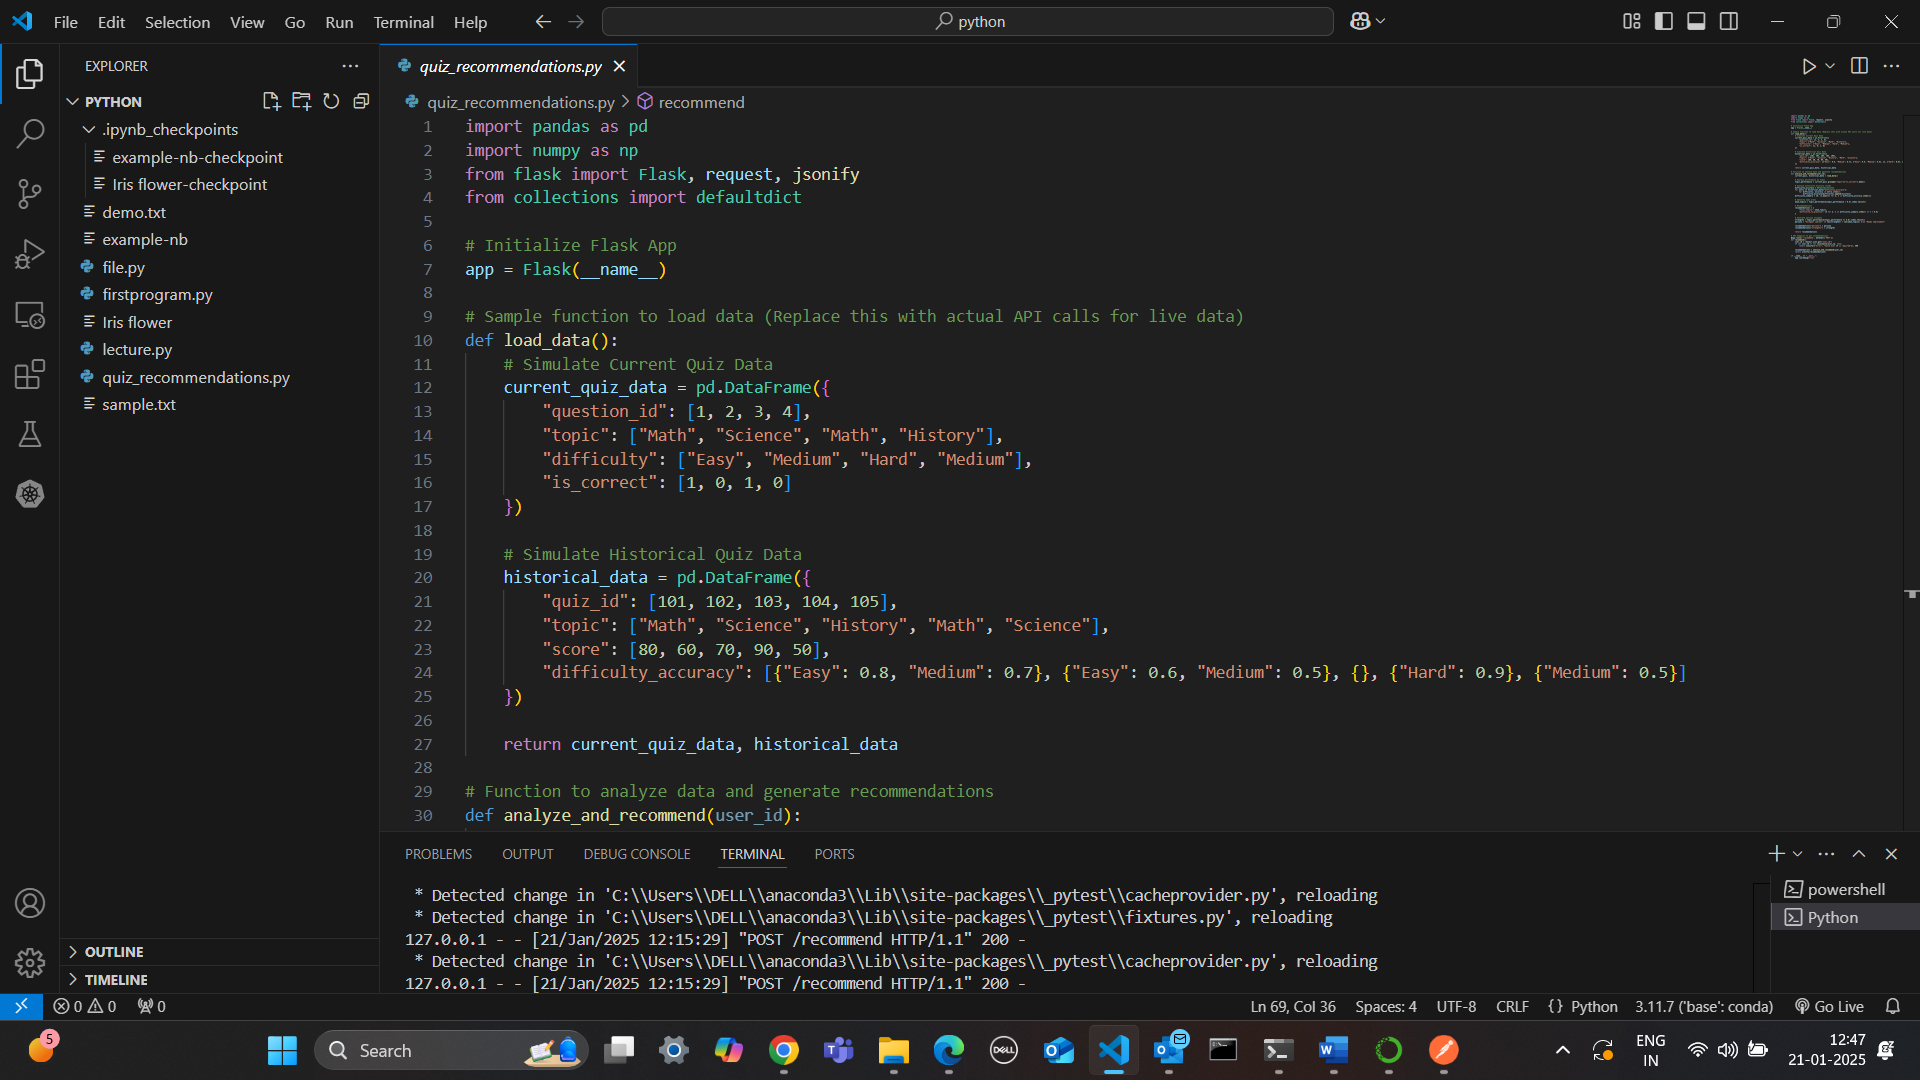 File Edit Selection View Go Run Terminal Help
python
EXPLORER
PYTHON
.ipynb_checkpoints
example-nb-checkpoint
Iris flower-checkpoint
demo.txt
example-nb
file.py
firstprogram.py
Iris flower
lecture.py
quiz_recommendations.py
sample.txt
OUTLINE
TIMELINE
quiz_recommendations.py
quiz_recommendations.py > recommend
1 import pandas as pd
2 import numpy as np
3 from flask import Flask, request, jsonify
4 from collections import defaultdict
5
6 # Initialize Flask App
7 app = Flask(__name__)
8
9 # Sample function to load data (Replace this with actual API calls for live data)
10 def load_data():
11 # Simulate Current Quiz Data
12 current_quiz_data = pd.DataFrame({
13 "question_id": [1, 2, 3, 4],
14 "topic": ["Math", "Science", "Math", "History"],
15 "difficulty": ["Easy", "Medium", "Hard", "Medium"],
16 "is_correct": [1, 0, 1, 0]
17 })
18
19 # Simulate Historical Quiz Data
20 historical_data = pd.DataFrame({
21 "quiz_id": [101, 102, 103, 104, 105],
22 "topic": ["Math", "Science", "History", "Math", "Science"],
23 "score": [80, 60, 70, 90, 50],
24 "difficulty_accuracy": [{"Easy": 0.8, "Medium": 0.7}, {"Easy": 0.6, "Medium": 0.5}, {}, {"Hard": 0.9}, {"Medium": 0.5}]
25 })
26
27 return current_quiz_data, historical_data
28
29 # Function to analyze data and generate recommendations
30 def analyze_and_recommend(user_id):
PROBLEMS OUTPUT DEBUG CONSOLE TERMINAL PORTS
* Detected change in 'C:\\Users\\DELL\\anaconda3\\Lib\\site-packages\\_pytest\\cacheprovider.py', reloading
* Detected change in 'C:\\Users\\DELL\\anaconda3\\Lib\\site-packages\\_pytest\\fixtures.py', reloading
127.0.0.1 - - [21/Jan/2025 12:15:29] "POST /recommend HTTP/1.1" 200 -
* Detected change in 'C:\\Users\\DELL\\anaconda3\\Lib\\site-packages\\_pytest\\cacheprovider.py', reloading
127.0.0.1 - - [21/Jan/2025 12:15:29] "POST /recommend HTTP/1.1" 200 -
powershell
Python
0 0 0 Ln 69, Col 36 Spaces: 4 UTF-8 CRLF {} Python 3.11.7 ('base': conda) Go Live
5
Search
DELL
ENG
IN
12:47
21-01-2025